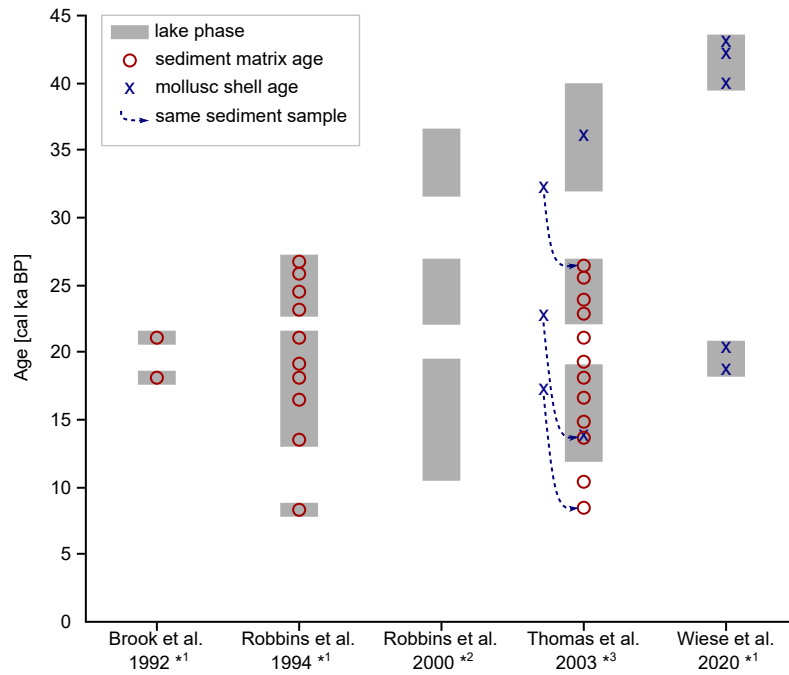 45
40
35
30
25
20
15
10
5
0
Age [cal ka BP]
lake phase
sediment matrix age
x mollusc shell age
same sediment sample
Brook et al.
1992 *1
Robbins et al.
1994 *1
Robbins et al.
2000 *2
Thomas et al.
2003 *3
Wiese et al.
2020 *1